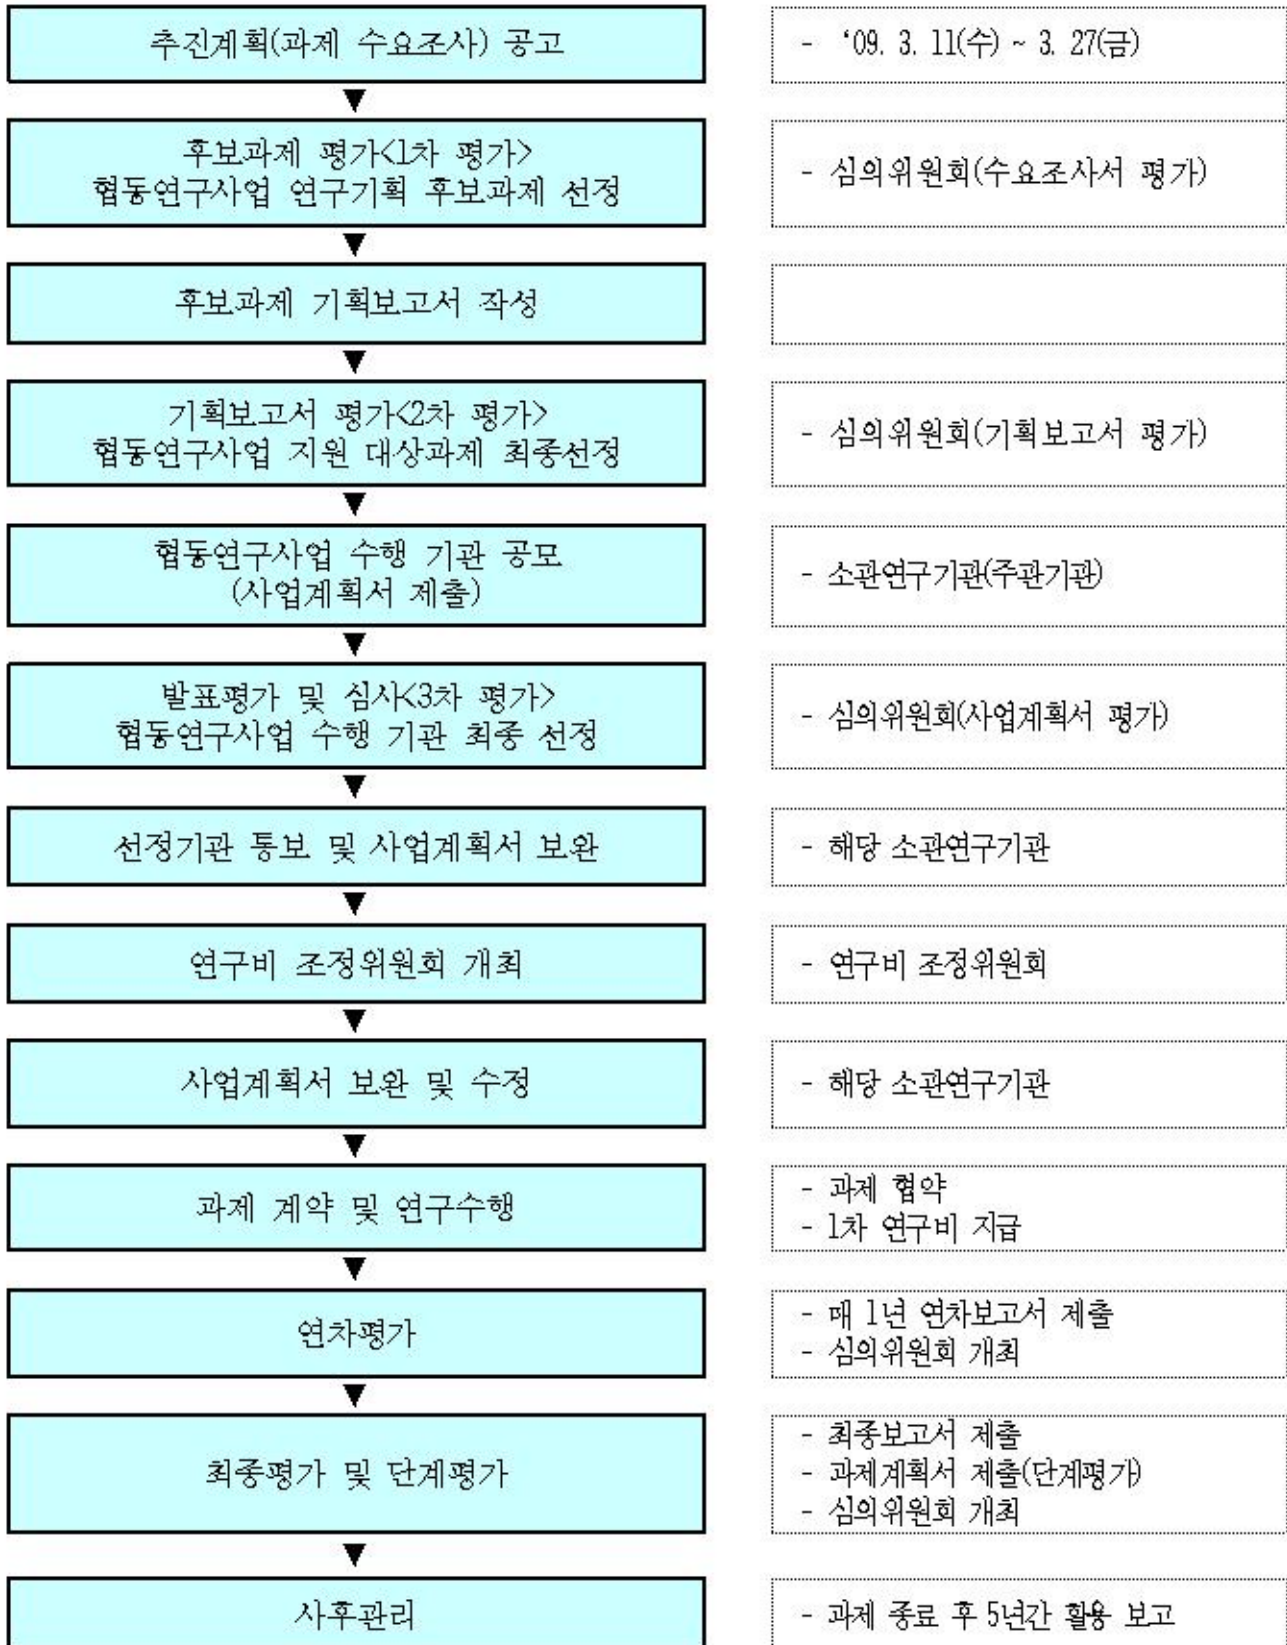 추진계획(과제 수요조사) 공고
- ‘09. 3. 11(수) ~ 3. 27(금)
후보과제 평가<1차 평가>
협동연구사업 연구기획 후보과제 선정
- 심의위원회(수요조사서 평가)
후보과제 기획보고서 작성
기획보고서 평가<2차 평가>
협동연구사업 지원 대상과제 최종선정
- 심의위원회(기획보고서 평가)
협동연구사업 수행 기관 공모
(사업계획서 제출)
- 소관연구기관(주관기관)
발표평가 및 심사<3차 평가>
협동연구사업 수행 기관 최종 선정
- 심의위원회(사업계획서 평가)
선정기관 통보 및 사업계획서 보완
- 해당 소관연구기관
연구비 조정위원회 개최
- 연구비 조정위원회
사업계획서 보완 및 수정
- 해당 소관연구기관
과제 계약 및 연구수행
- 과제 협약
- 1차 연구비 지급
연차평가
- 매 1년 연차보고서 제출
- 심의위원회 개최
최종평가 및 단계평가
- 최종보고서 제출
- 과제계획서 제출(단계평가)
- 심의위원회 개최
사후관리
- 과제 종료 후 5년간 활용 보고